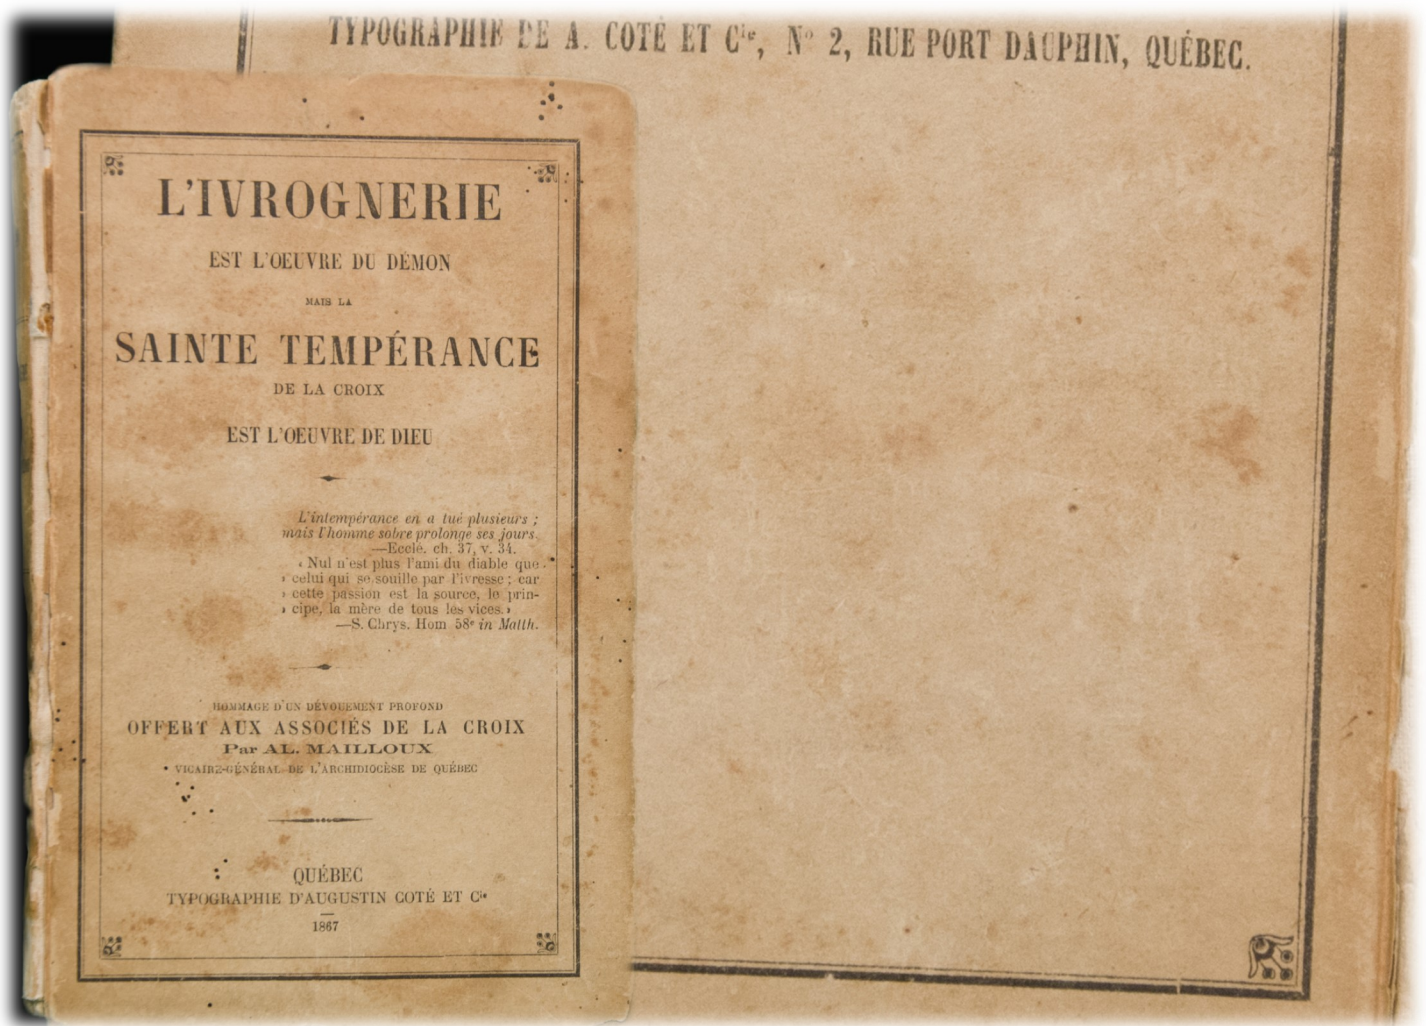 TYPOGRAPHIE DE A. COTÉ ET Cie, No 2, RUE PORT DAUPHIN, QUÉBEC.
L'IVROGNERIE
EST L'OEUVRE DU DÉMON
MAIS LA
SAINTE TEMPÉRANCE
DE LA CROIX
EST L'OEUVRE DE DIEU
L'intempérance en a tué plusieurs ;
mais l'homme sobre prolonge ses jours.
—Eccle. ch. 37, v. 34.
« Nul n'est plus l'ami du diable que
» celui qui se souille par l'ivresse ; car
» cette passion est la source, le prin-
» cipe, la mère de tous les vices. »
—S. Chrys. Hom 58e in Matth.
HOMMAGE D'UN DÉVOUEMENT PROFOND
OFFERT AUX ASSOCIÉS DE LA CROIX
Par AL. MAILLOUX
VICAIRE-GÉNÉRAL DE L'ARCHIDIOCÈSE DE QUÉBEC
QUÉBEC
TYPOGRAPHIE D'AUGUSTIN COTÉ ET Cie
1867